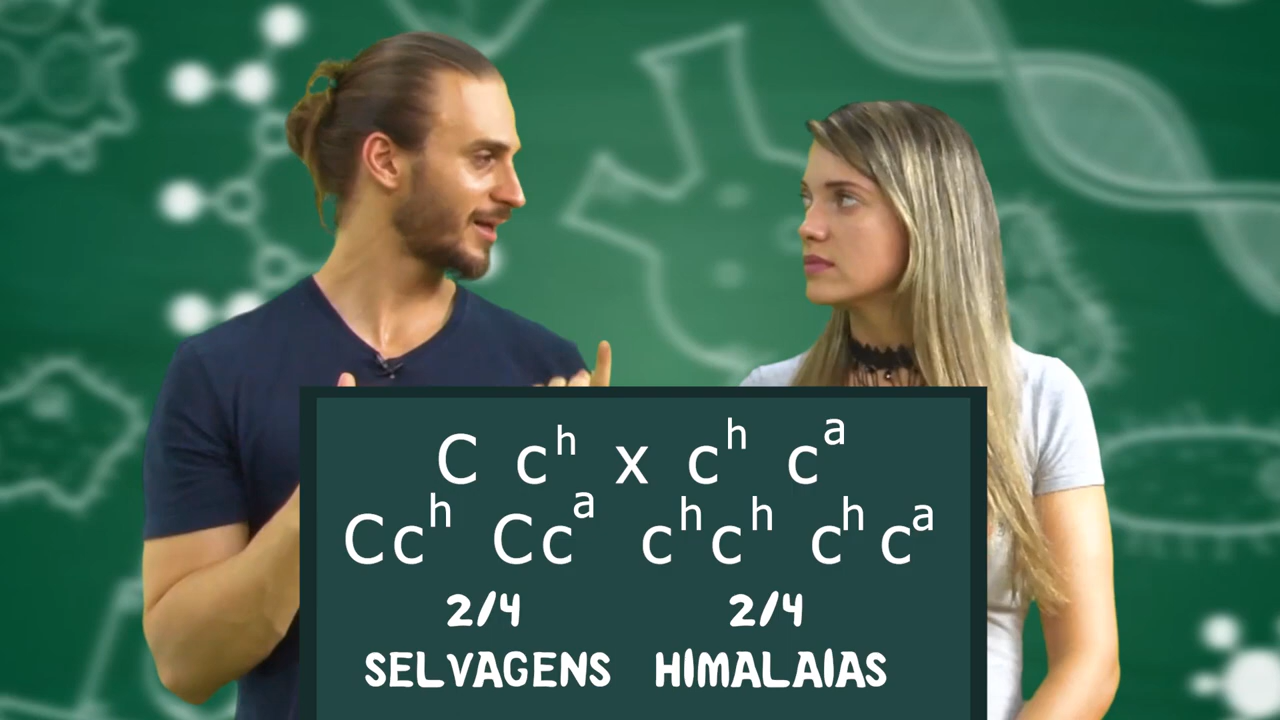 C cʰ x cʰ cᵃ
Ccʰ Ccᵃ cʰcʰ cʰcᵃ
2/4 2/4
SELVAGENS HIMALAIAS